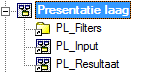 Presentatie laag
PL_Filters
PL_Input
PL_Resultaat